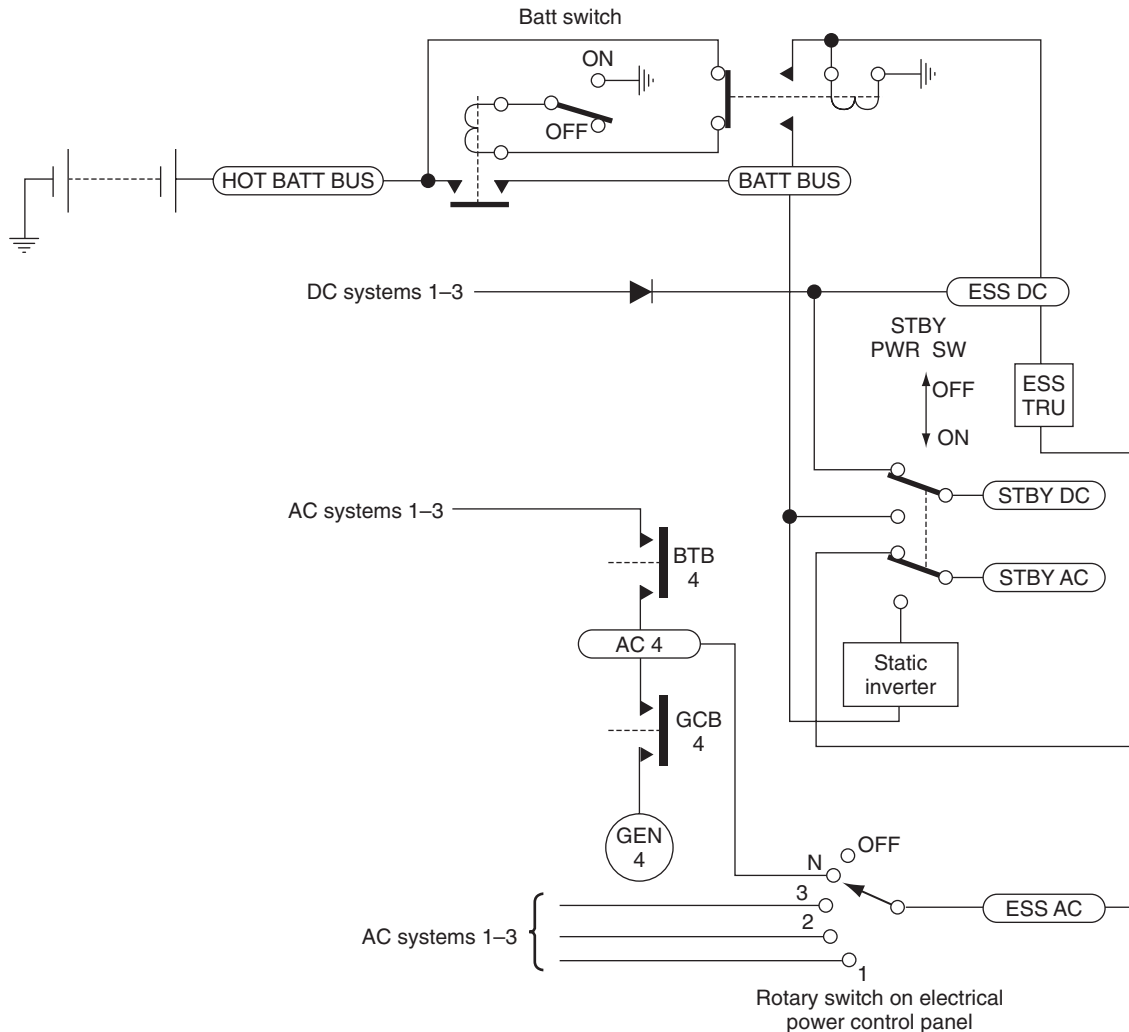 Batt switch
ON
OFF
HOT BATT BUS
BATT BUS
DC systems 1–3
ESS DC
STBY
PWR SW
OFF
ON
ESS
TRU
STBY DC
AC systems 1–3
BTB
4
STBY AC
AC 4
Static
inverter
GCB
4
GEN
4
OFF
N
3
2
1
AC systems 1–3
ESS AC
Rotary switch on electrical
power control panel